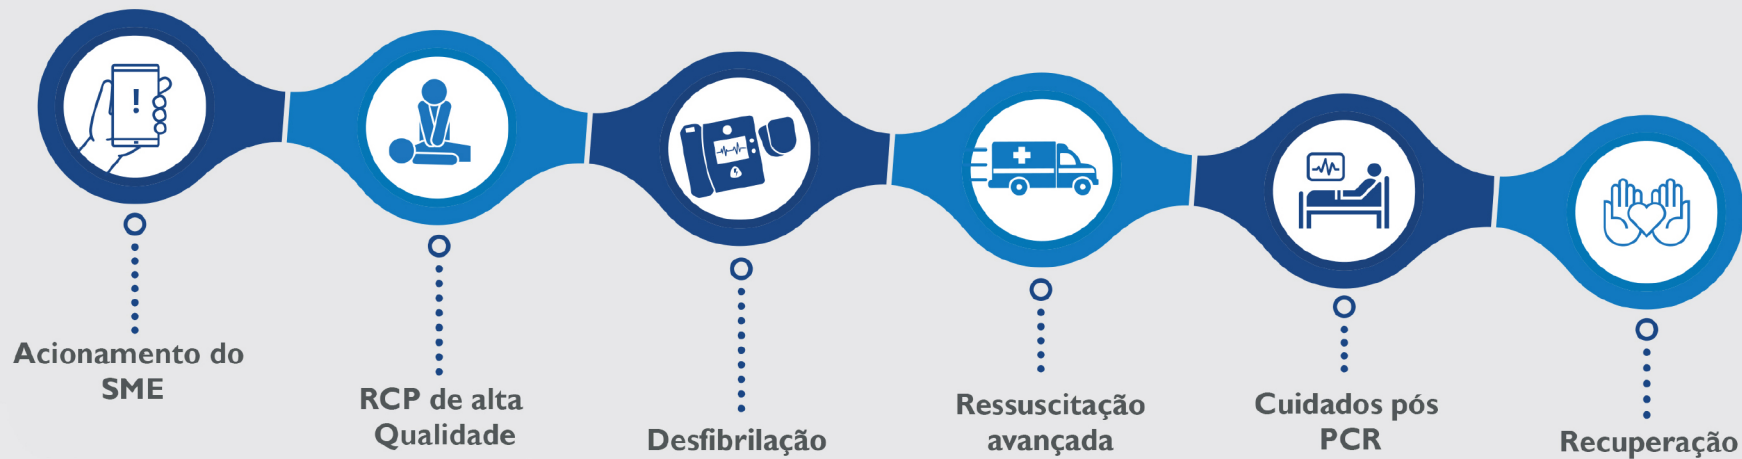 Acionamento do
SME
RCP de alta
Qualidade
Desfibrilação
Ressuscitação
avançada
Cuidados pós
PCR
Recuperação